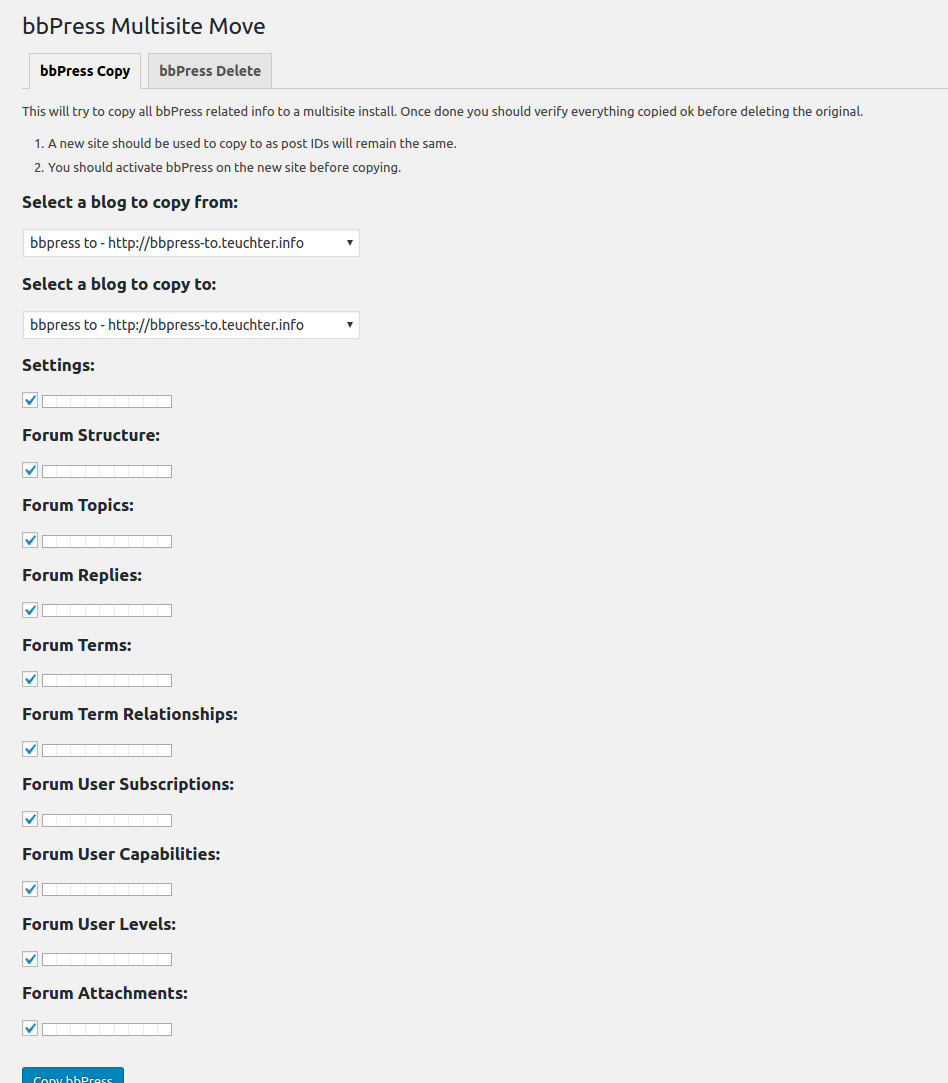 bbPress Multisite Move
bbPress Copy
bbPress Delete
This will try to copy all bbPress related info to a multisite install. Once done you should verify everything copied ok before deleting the original.
1. A new site should be used to copy to as post IDs will remain the same.
2. You should activate bbPress on the new site before copying.
Select a blog to copy from:
bbpress to - http://bbpress-to.teuchter.info
Select a blog to copy to:
bbpress to - http://bbpress-to.teuchter.info
Settings:
Forum Structure:
Forum Topics:
Forum Replies:
Forum Terms:
Forum Term Relationships:
Forum User Subscriptions:
Forum User Capabilities:
Forum User Levels:
Forum Attachments:
Copy bbPress